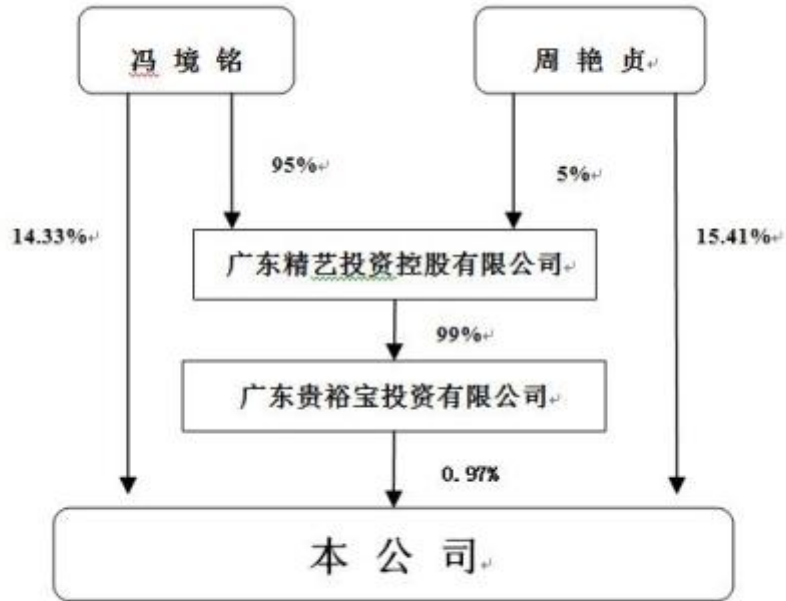 冯 境 铭
周 艳 贞
95%
5%
14.33%
15.41%
广东精艺投资控股有限公司
99%
广东贵裕宝投资有限公司
0.97%
本 公 司